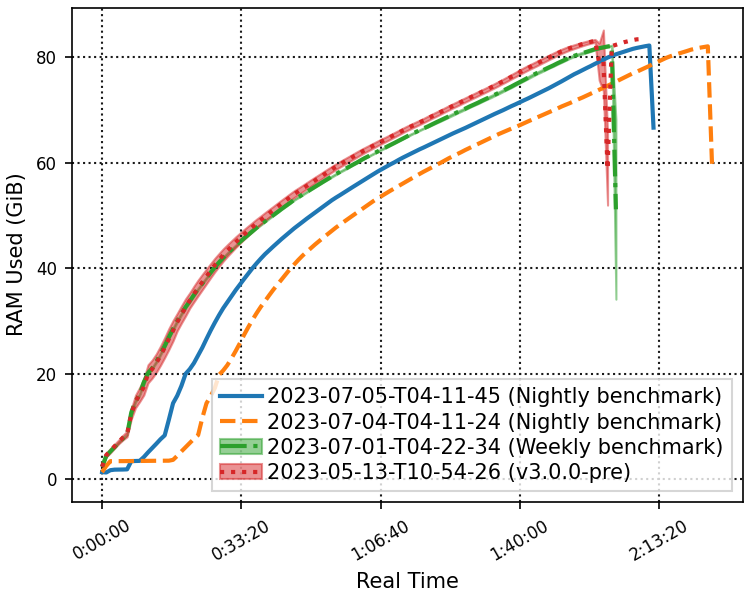 80
60
40
20
0
RAM Used (GiB)
2023-07-05-T04-11-45 (Nightly benchmark)
2023-07-04-T04-11-24 (Nightly benchmark)
2023-07-01-T04-22-34 (Weekly benchmark)
2023-05-13-T10-54-26 (v3.0.0-pre)
0:00:00
0:33:20
1:06:40
1:40:00
2:13:20
Real Time